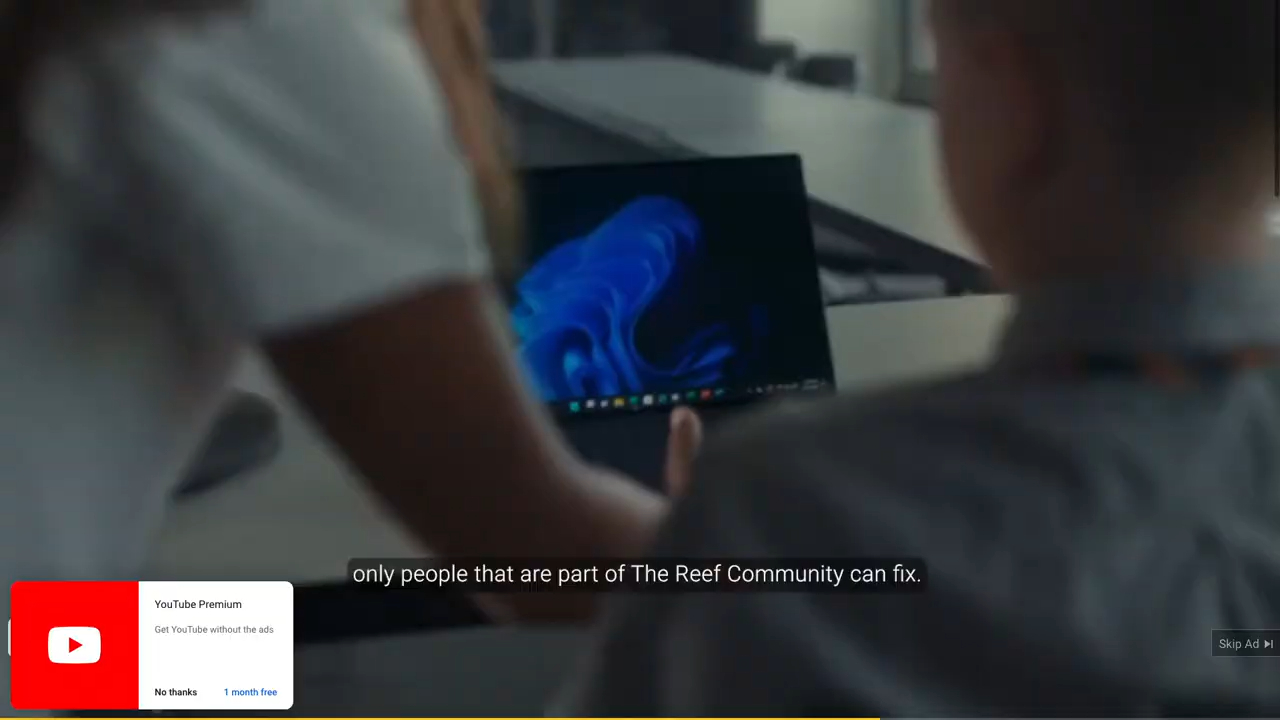 only people that are part of The Reef Community can fix.
YouTube Premium
Get YouTube without the ads
No thanks
1 month free
Skip Ad